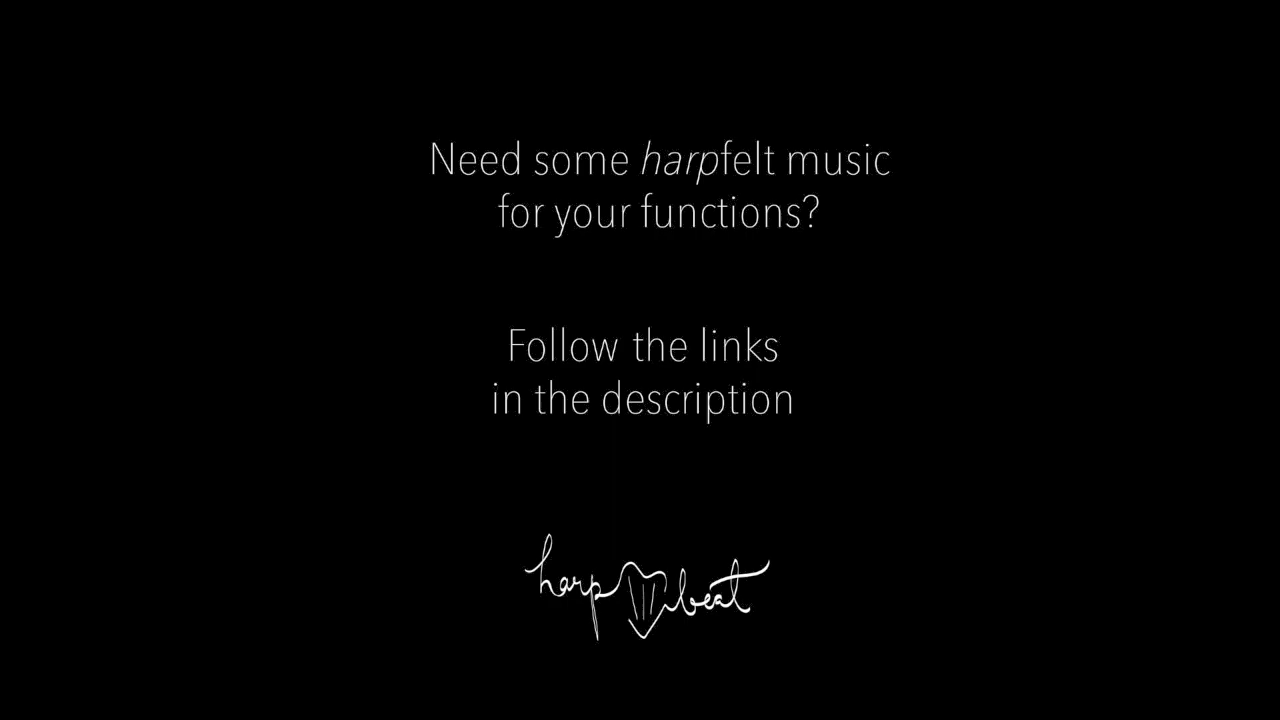 Need some harpfelt music
for your functions?
Follow the links
in the description
harp beat